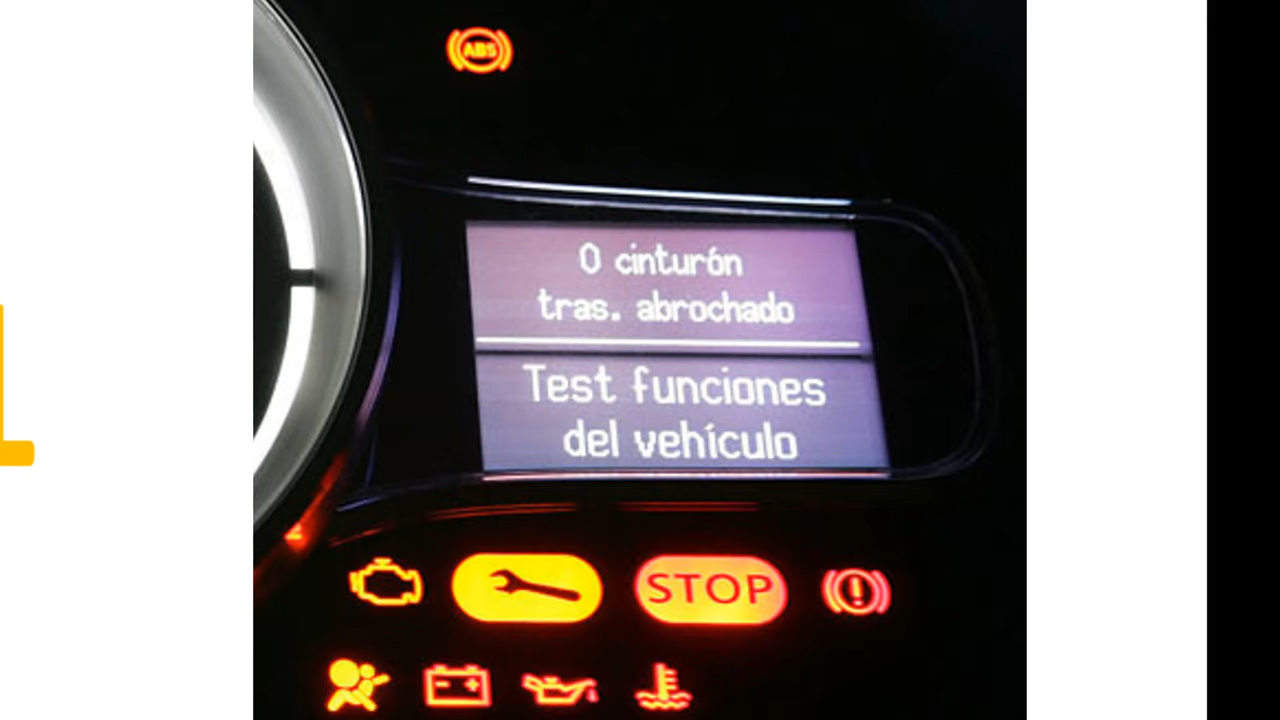 ABS
0 cinturón
tras. abrochado
Test funciones
del vehículo
STOP